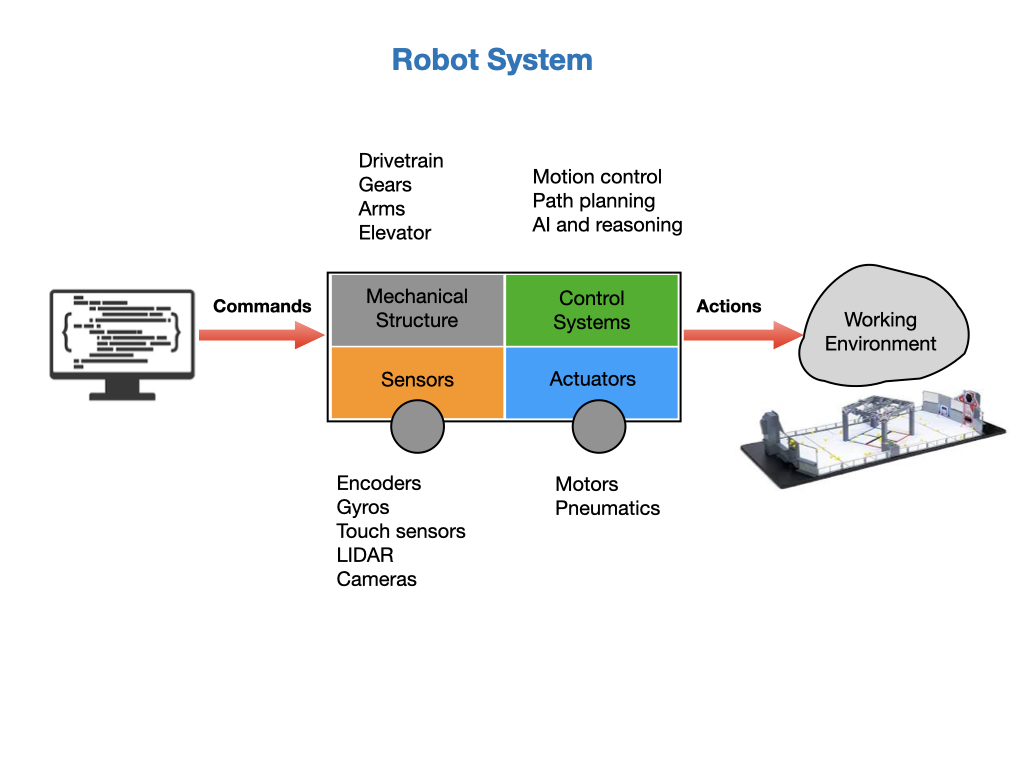 Robot System
Drivetrain
Gears
Arms
Elevator
Motion control
Path planning
AI and reasoning
Commands
Mechanical
Structure
Control
Systems
Actions
Working
Environment
Sensors
Actuators
Encoders
Gyros
Touch sensors
LIDAR
Cameras
Motors
Pneumatics